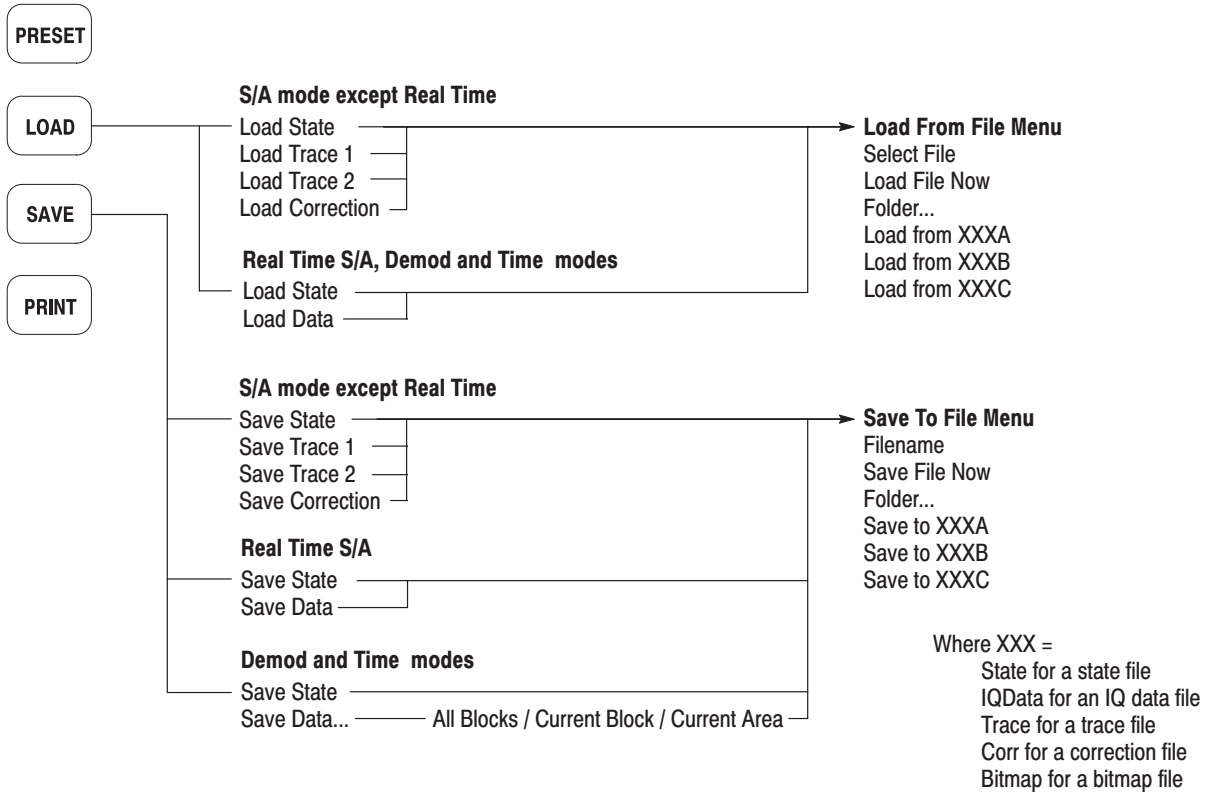 PRESET
LOAD
SAVE
PRINT
S/A mode except Real Time
Load State
Load Trace 1
Load Trace 2
Load Correction
Real Time S/A, Demod and Time modes
Load State
Load Data
Load From File Menu
Select File
Load File Now
Folder...
Load from XXXA
Load from XXXB
Load from XXXC
S/A mode except Real Time
Save State
Save Trace 1
Save Trace 2
Save Correction
Real Time S/A
Save State
Save Data
Demod and Time modes
Save State
Save Data... All Blocks / Current Block / Current Area
Save To File Menu
Filename
Save File Now
Folder...
Save to XXXA
Save to XXXB
Save to XXXC
Where XXX =
State for a state file
IQData for an IQ data file
Trace for a trace file
Corr for a correction file
Bitmap for a bitmap file